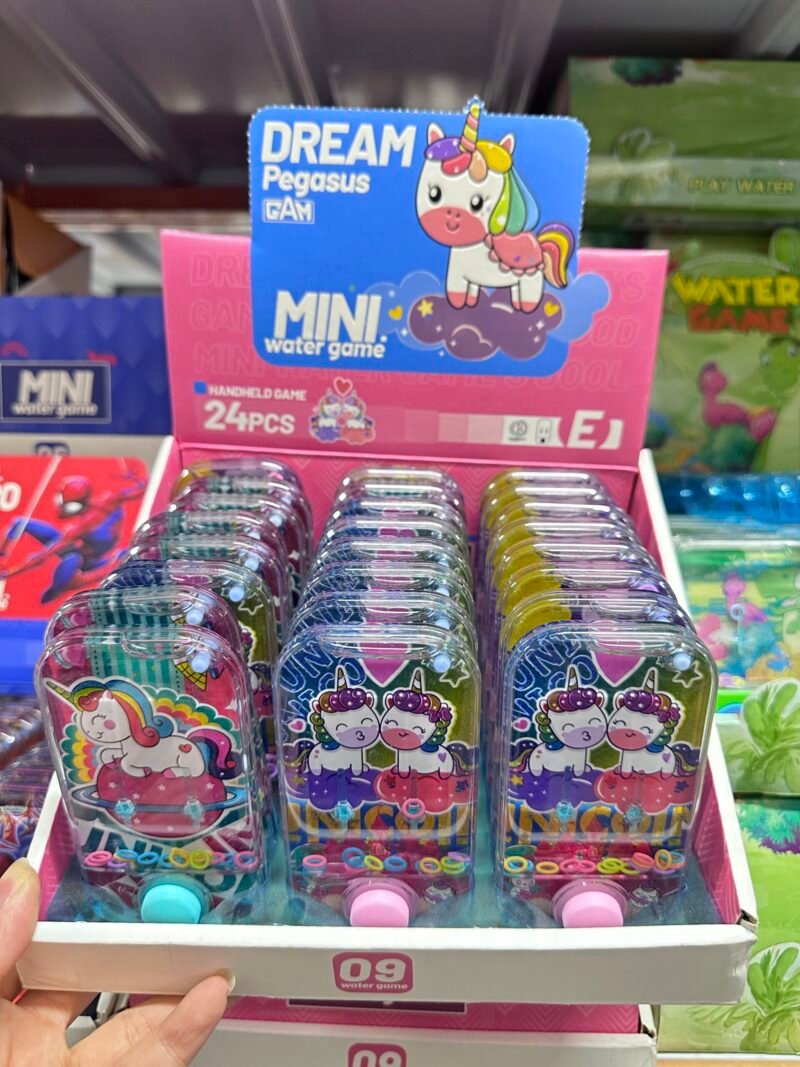 DREAM
Pegasus
GAM
MINI.
water game
HANDHELD GAME
24PCS
[E]
MINI.
water game
PLAY WATER
WATER
GAME
09
water game
09